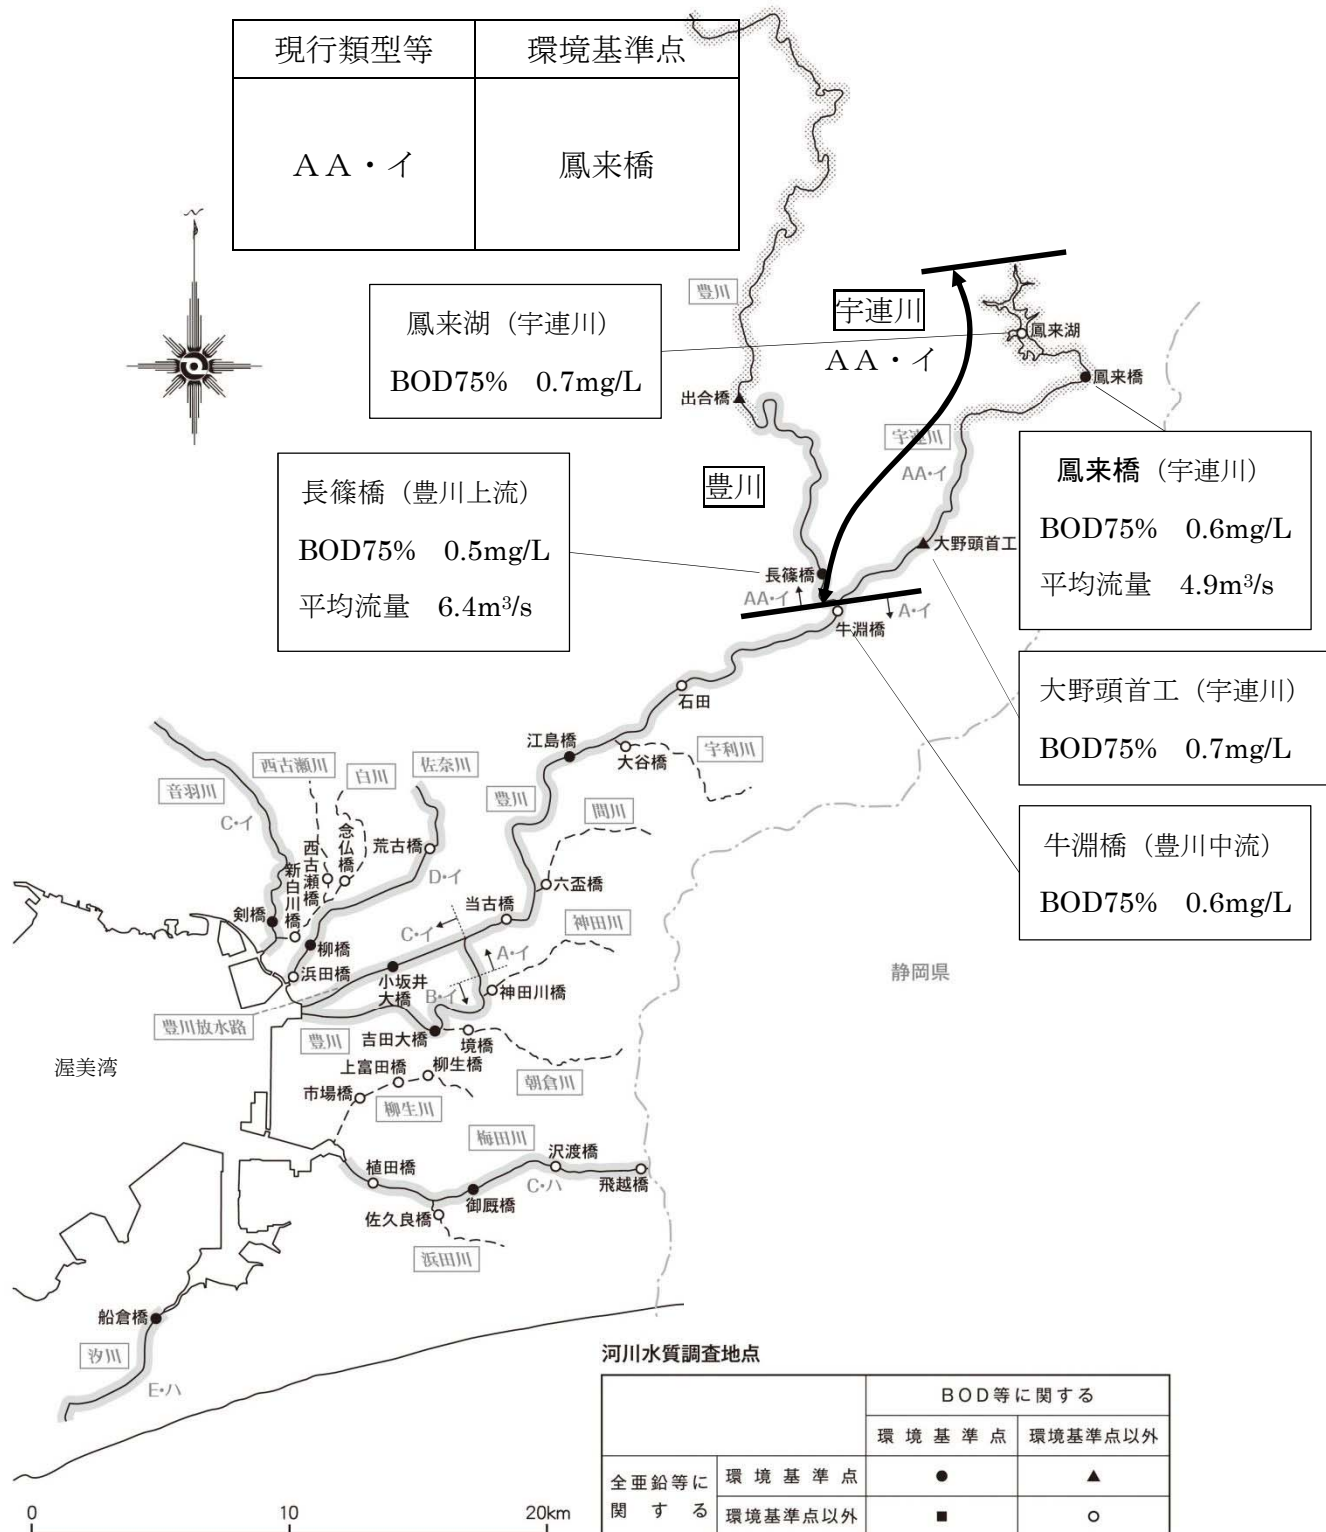 現行類型等 環境基準点
ＡＡ・イ 鳳来橋
豊川
宇連川
ＡＡ・イ
鳳来湖（宇連川）
BOD75% 0.7mg/L
鳳来湖
鳳来橋
出合橋
宇連川
AA・イ
鳳来橋（宇連川）
BOD75% 0.6mg/L
平均流量 4.9m³/s
豊川
長篠橋（豊川上流）
BOD75% 0.5mg/L
平均流量 6.4m³/s
大野頭首工
長篠橋
AA・イ
A・イ
牛淵橋
大野頭首工（宇連川）
BOD75% 0.7mg/L
石田
江島橋
大谷橋
宇利川
牛淵橋（豊川中流）
BOD75% 0.6mg/L
西古瀬川
白川
佐奈川
音羽川
豊川
間川
C・イ
念仏橋
西古瀬橋
新白川橋
荒古橋
D・イ
六盃橋
当古橋
神田川
剣橋
C・イ
柳橋
A・イ
浜田橋
小坂井
大橋
B・イ
神田川橋
静岡県
豊川放水路
豊川
吉田大橋
境橋
渥美湾
上富田橋
柳生橋
朝倉川
市場橋
柳生川
梅田川
沢渡橋
植田橋
C・ハ
飛越橋
御厩橋
佐久良橋
浜田川
船倉橋
汐川
E・ハ
河川水質調査地点
BOD等に関する
環境基準点 環境基準点以外
全亜鉛等に
関する
環境基準点 ● ▲
環境基準点以外 ■ ○
0 10 20km